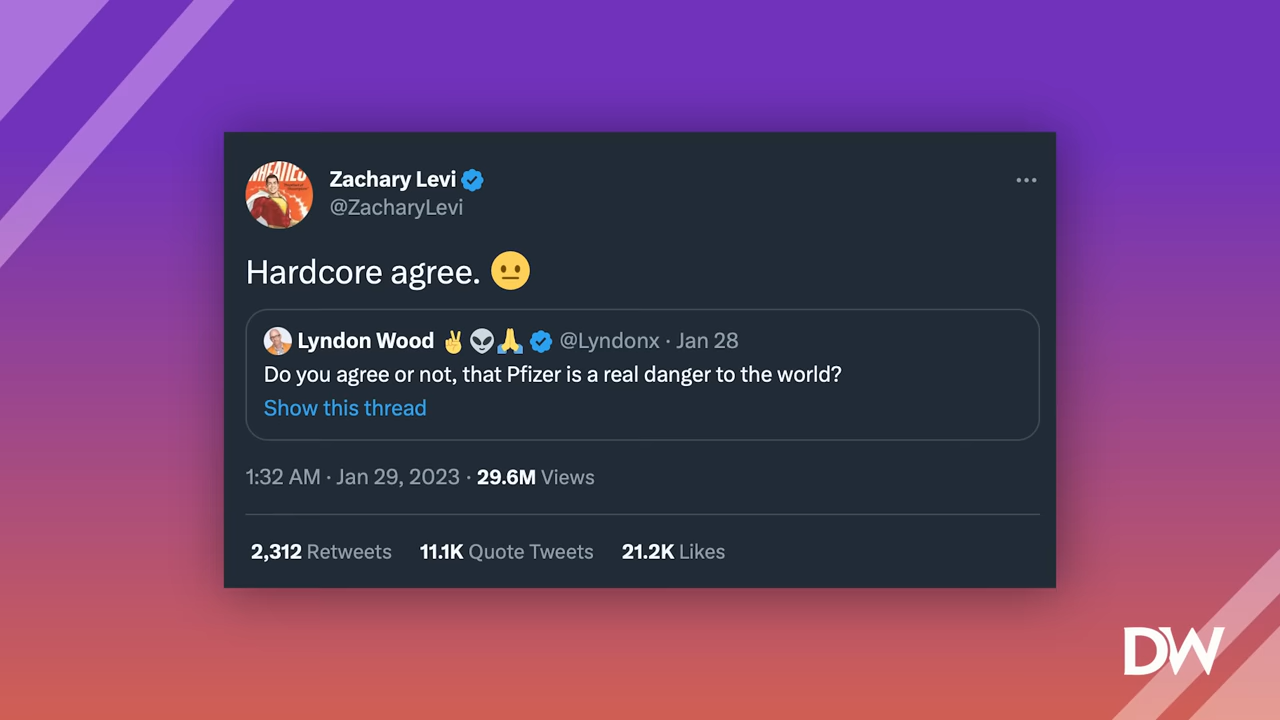 WHEATIES
Zachary Levi
@ZacharyLevi
Hardcore agree. 😐
Lyndon Wood ✌️👽🙏 @Lyndonx · Jan 28
Do you agree or not, that Pfizer is a real danger to the world?
Show this thread
1:32 AM · Jan 29, 2023 · 29.6M Views
2,312 Retweets 11.1K Quote Tweets 21.2K Likes
DW